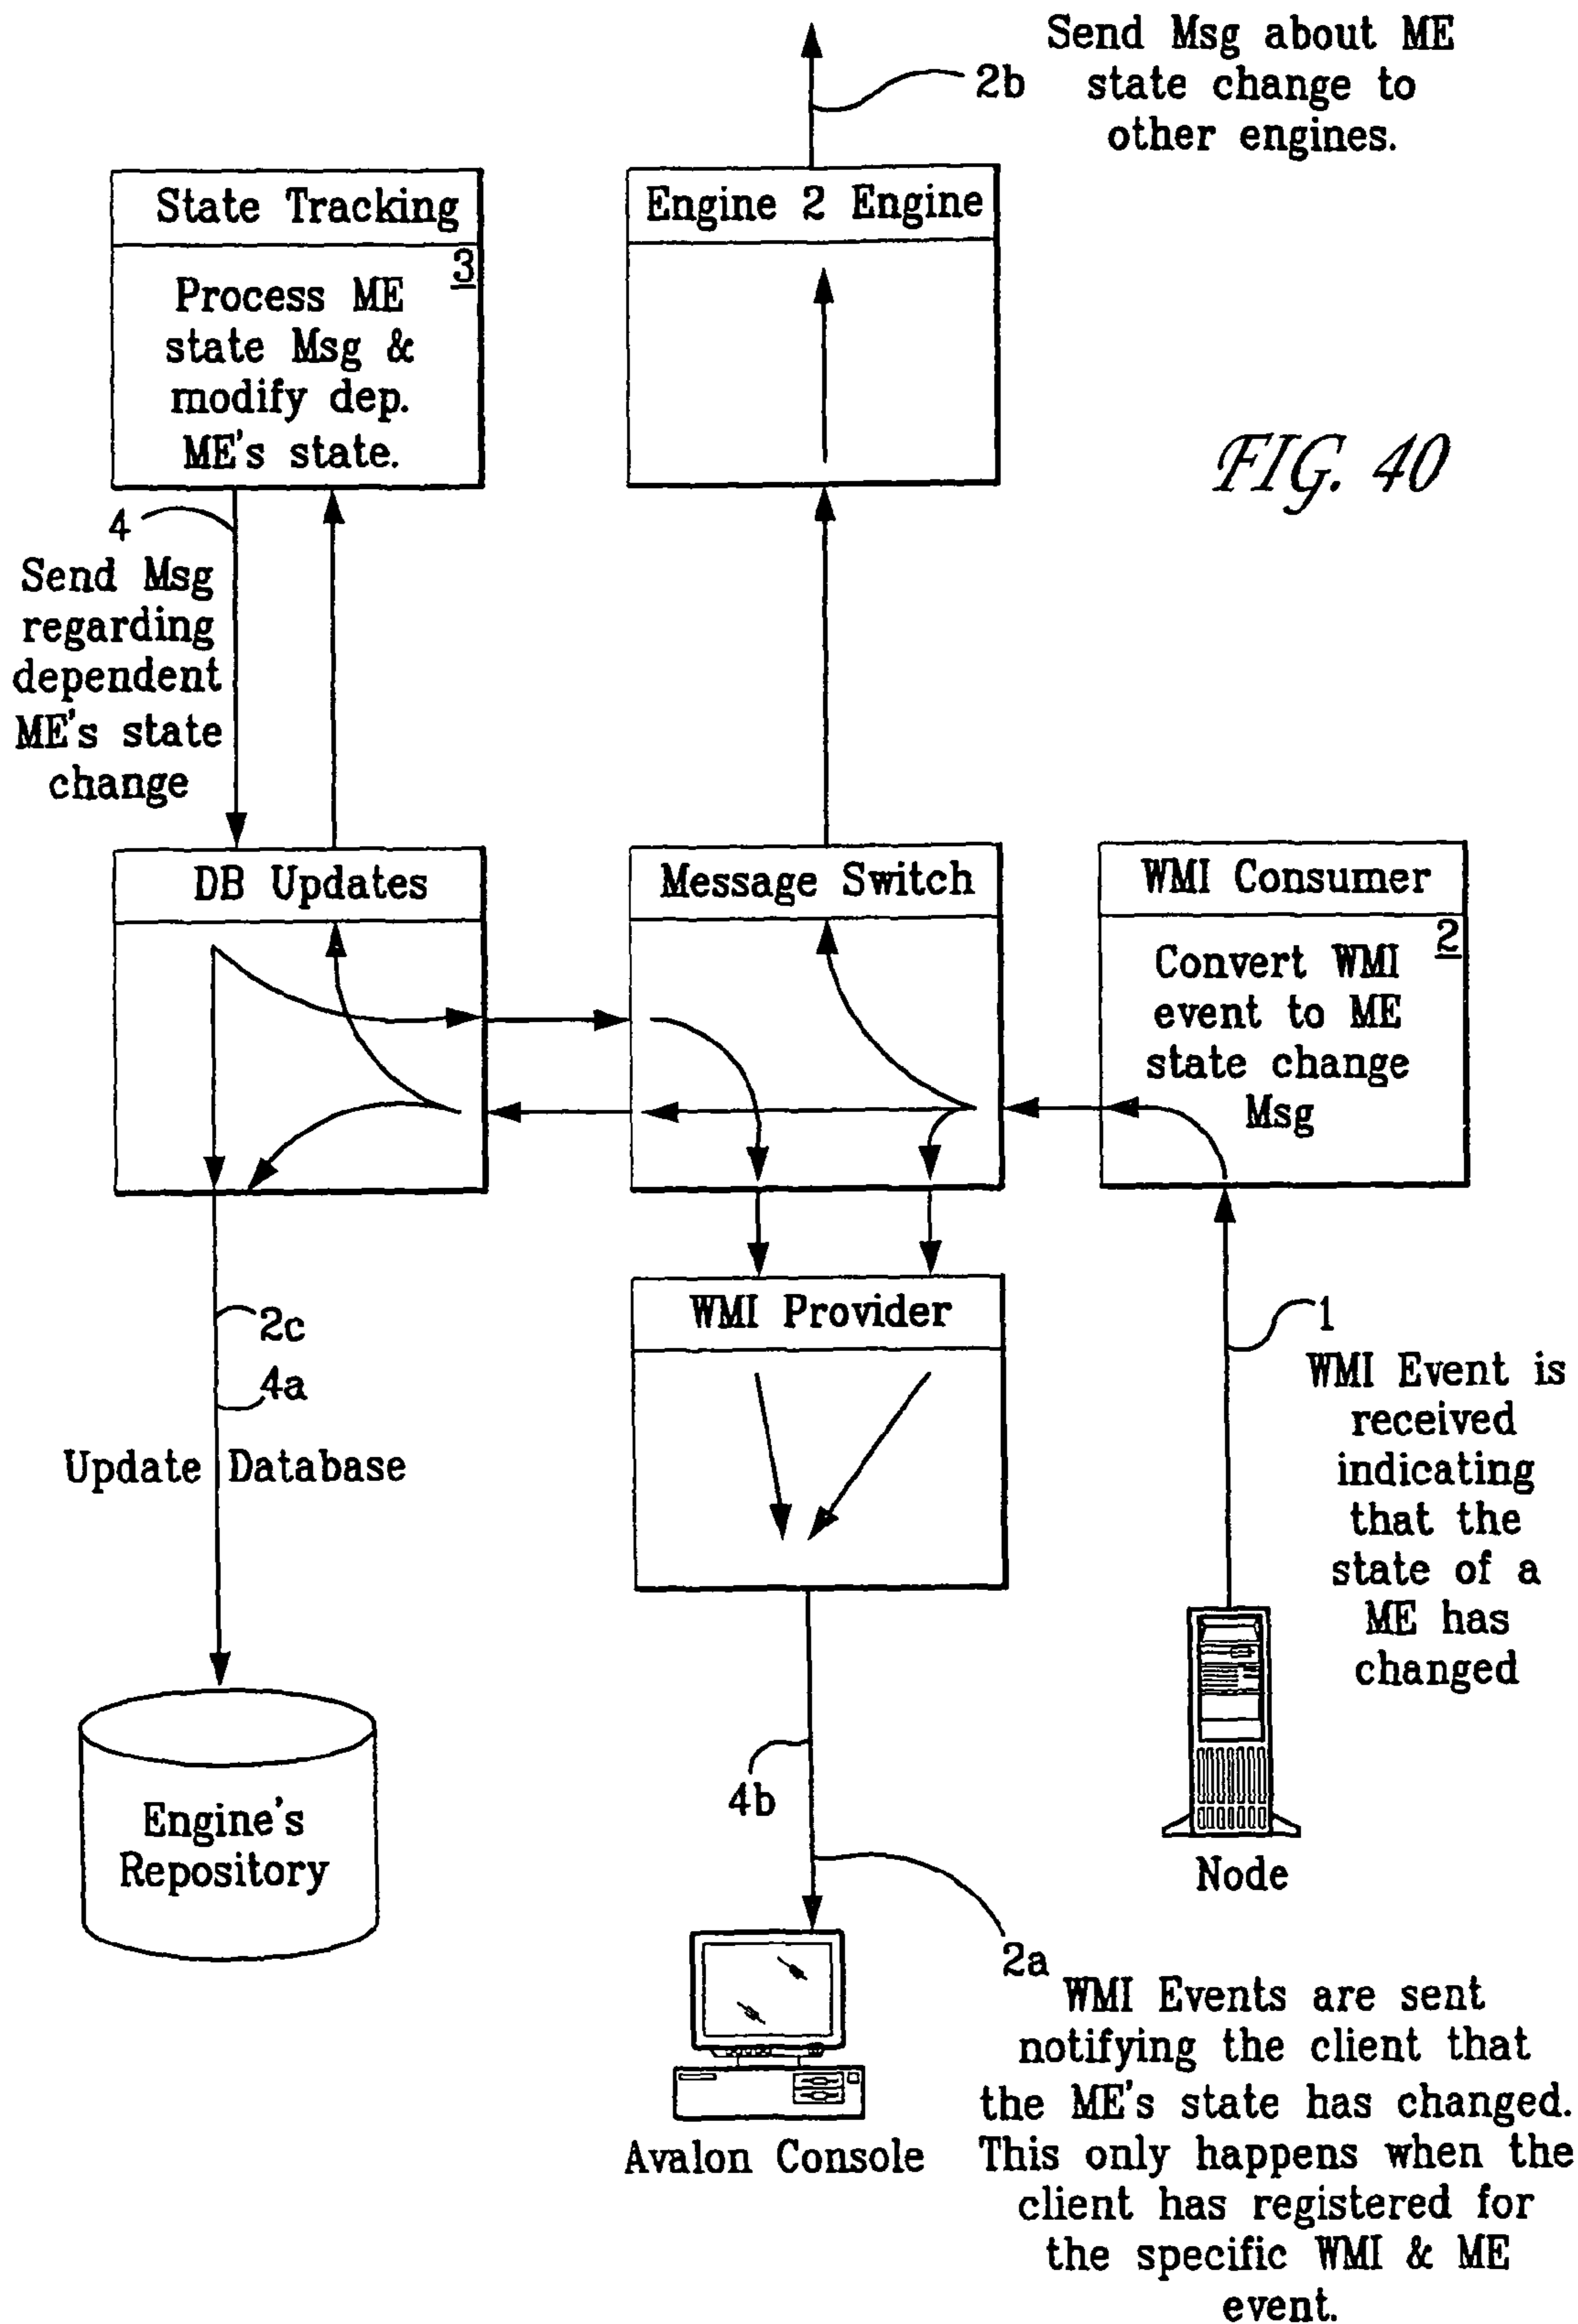 Send Msg about ME
state change to
other engines.
2b
State Tracking
3
Process ME
state Msg &
modify dep.
ME's state.
Engine 2 Engine
FIG. 40
4
Send Msg
regarding
dependent
ME's state
change
DB Updates
Message Switch
WMI Consumer
2
Convert WMI
event to ME
state change
Msg
2c
4a
Update Database
WMI Provider
1
WMI Event is
received
indicating
that the
state of a
ME has
changed
Engine's
Repository
4b
Node
2a
Avalon Console
WMI Events are sent
notifying the client that
the ME's state has changed.
This only happens when the
client has registered for
the specific WMI & ME
event.